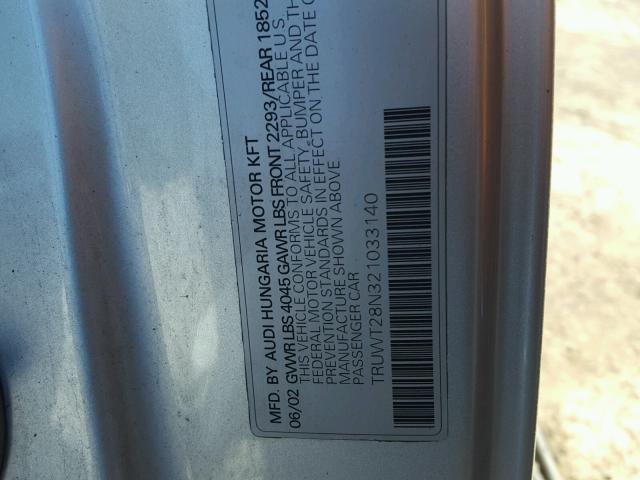 MFD. BY AUDI HUNGARIA MOTOR KFT
06/02 GVWR LBS 4045 GAWR LBS FRONT 2293/REAR 1852
THIS VEHICLE CONFORMS TO ALL APPLICABLE U.S.
FEDERAL MOTOR VEHICLE SAFETY, BUMPER AND
PREVENTION STANDARDS IN EFFECT ON THE DATE
MANUFACTURE SHOWN ABOVE
PASSENGER CAR
TRUWT28N321033140